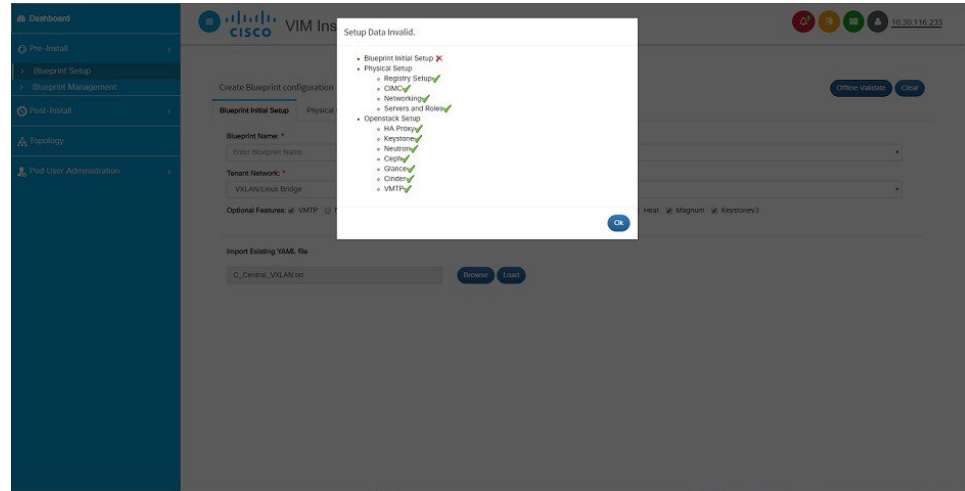 Dashboard
Pre-Install
Blueprint Setup
Blueprint Management
Post-Install
Topology
Pod User Administration
CISCO VIM Ins
10.30.116.233
Setup Data Invalid.
Blueprint Initial Setup
Physical Setup
Registry Setup
CIMC
Networking
Servers and Roles
Openstack Setup
HA Proxy
Keystone
Neutron
Ceph
Glance
Cinder
VMTP
Ok
Create Blueprint configuration
Offline Validate Clear
Blueprint Initial Setup Physical
Blueprint Name: *
Enter Blueprint Name
Tenant Network: *
VXLAN/Linux Bridge
Optional Features: VMTP Heat Magnum Keystonev3
Import Existing YAML file
C_Central_VXLAN.txt Browse Load